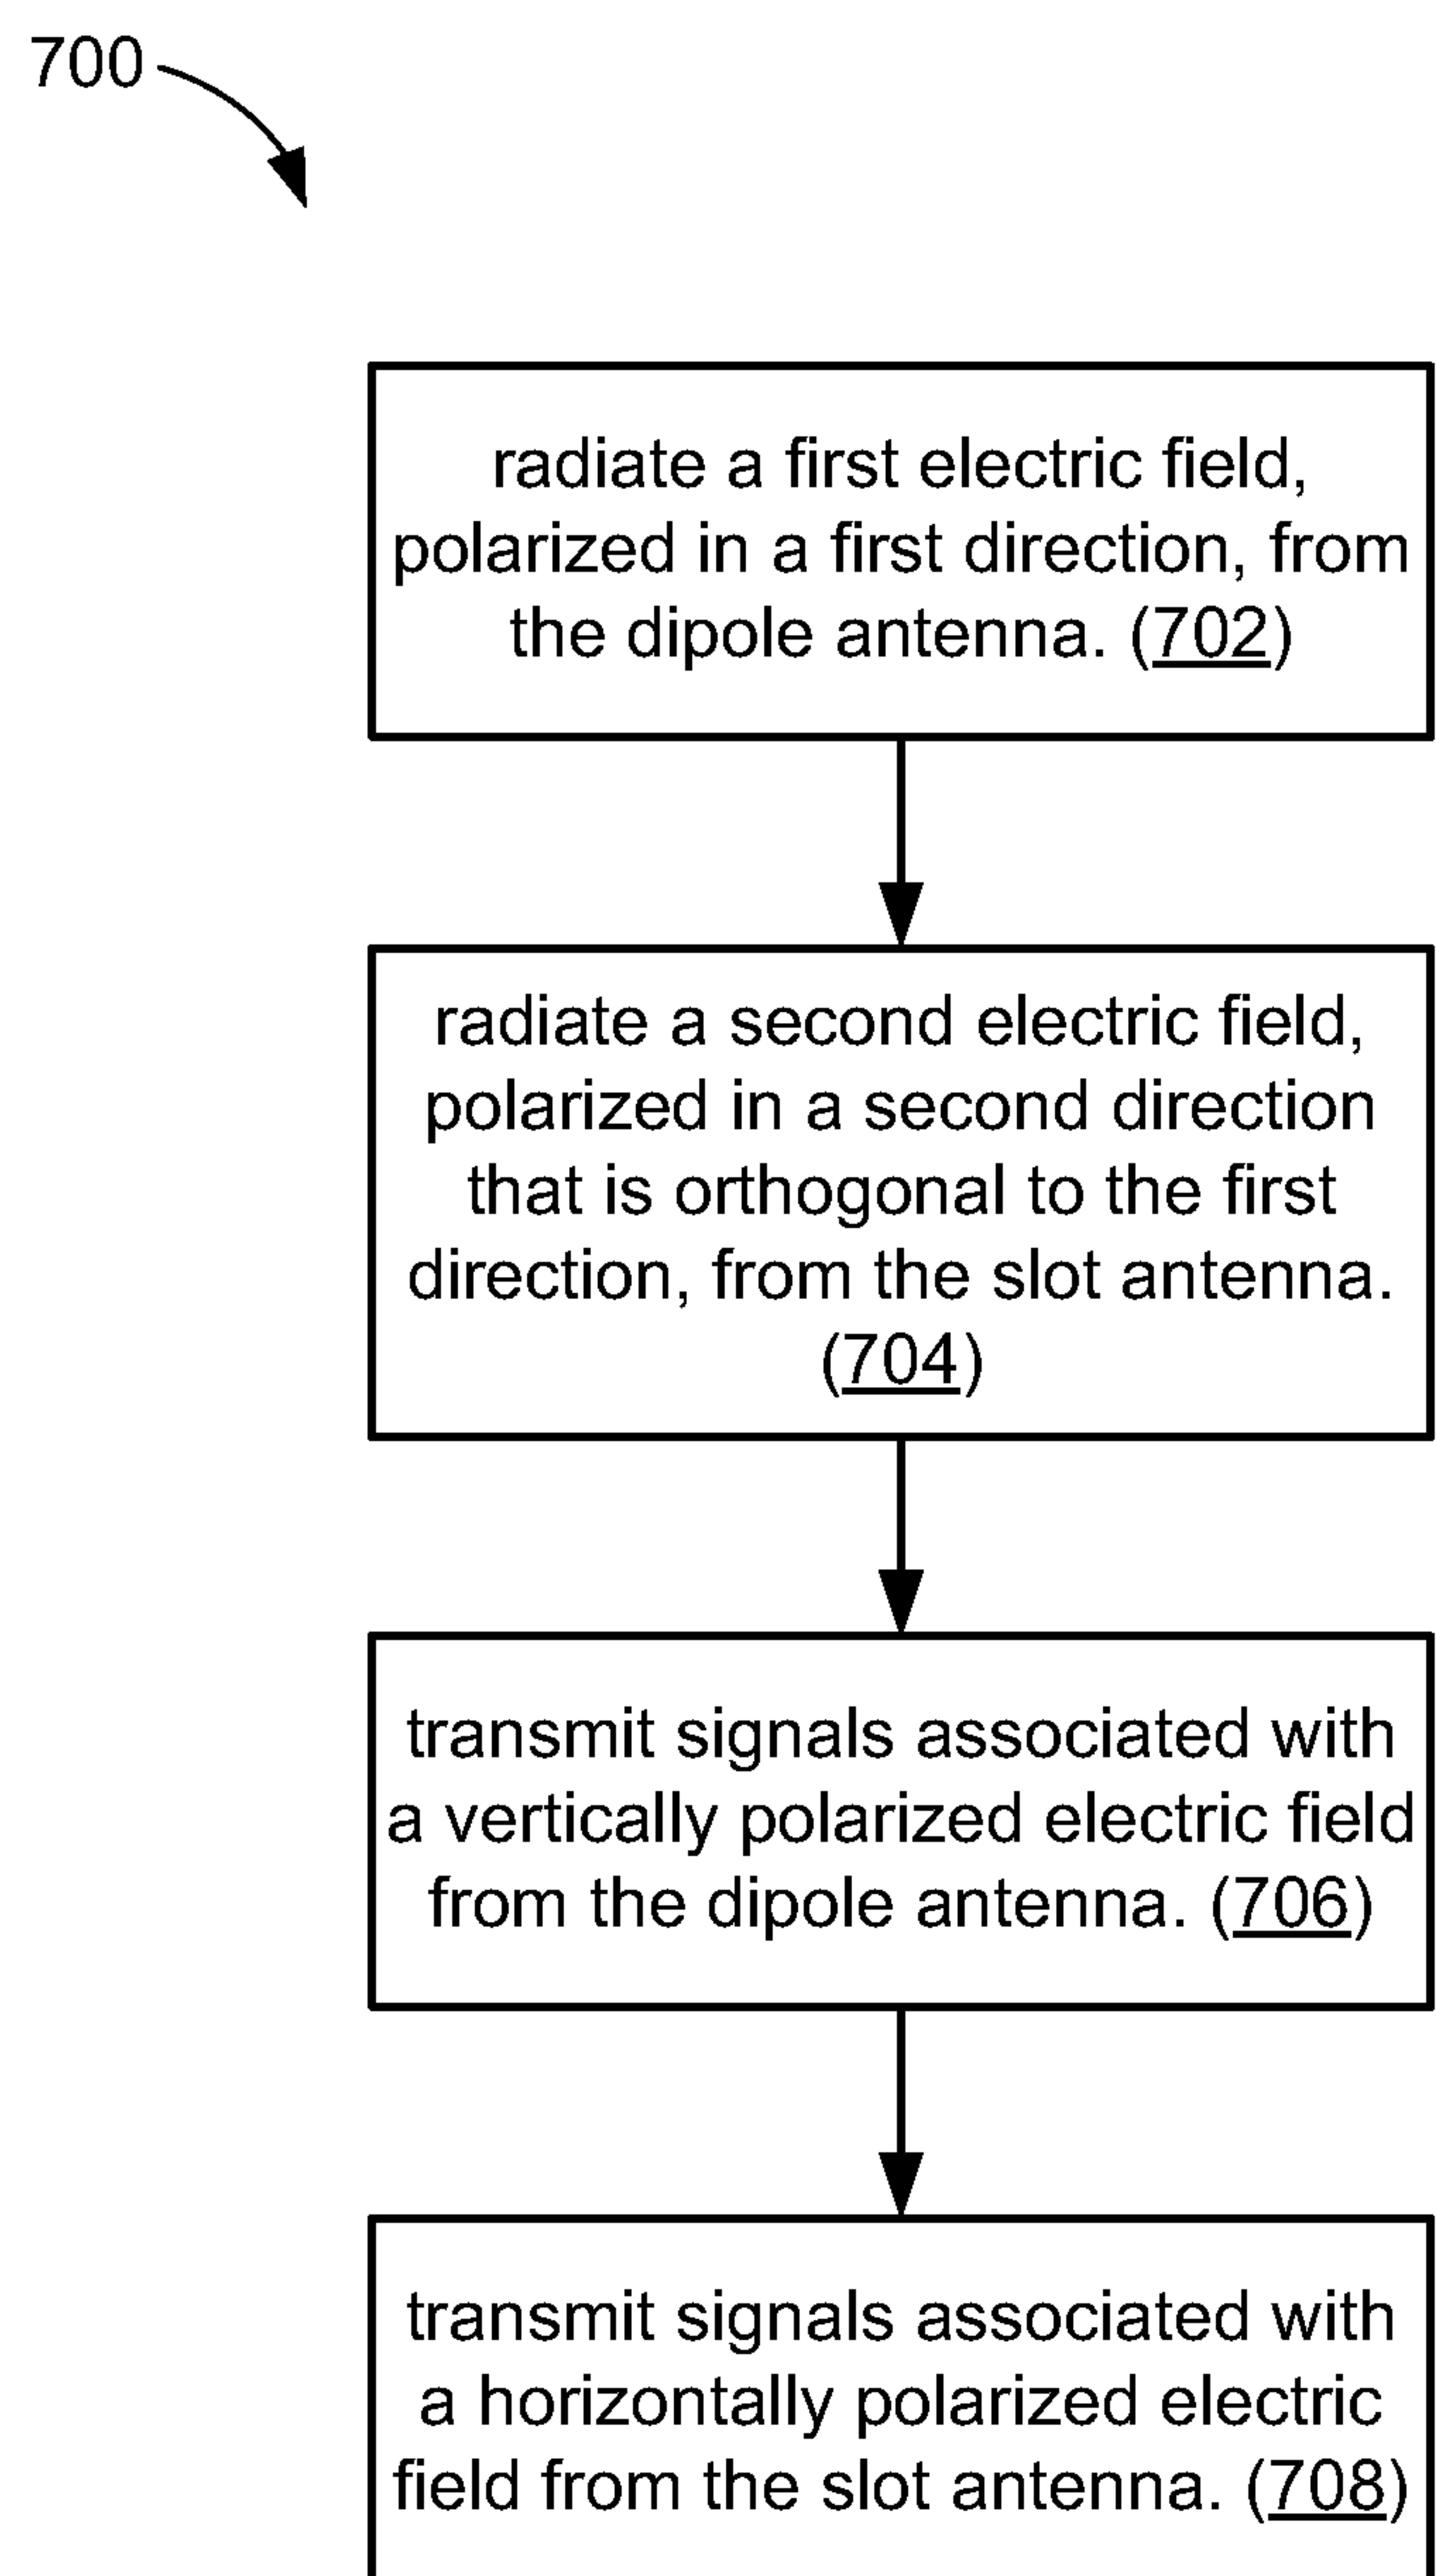 700
radiate a first electric field,
polarized in a first direction, from
the dipole antenna. (702)
radiate a second electric field,
polarized in a second direction
that is orthogonal to the first
direction, from the slot antenna.
(704)
transmit signals associated with
a vertically polarized electric field
from the dipole antenna. (706)
transmit signals associated with
a horizontally polarized electric
field from the slot antenna. (708)